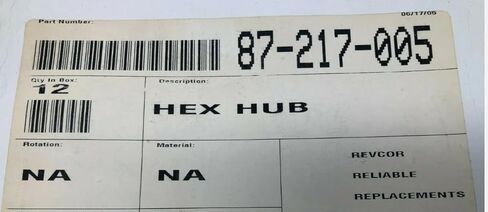 Part Number:
06/17/05
87-217-005
Qty In Box:
12
Description:
HEX HUB
Rotation:
NA
Material:
NA
REVCOR
RELIABLE
REPLACEMENTS